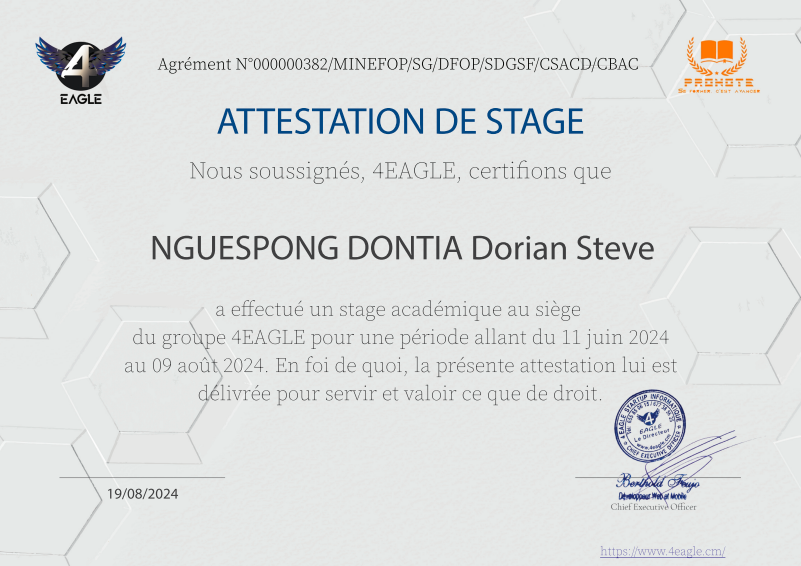 4
EAGLE
Agrément N°000000382/MINEFOP/SG/DFOP/SDGSF/CSACD/CBAC
PROMOTE
Se former, c'est avancer
ATTESTATION DE STAGE
Nous soussignés, 4EAGLE, certifions que
NGUESPONG DONTIA Dorian Steve
a effectué un stage académique au siège
du groupe 4EAGLE pour une période allant du 11 juin 2024
au 09 août 2024. En foi de quoi, la présente attestation lui est
délivrée pour servir et valoir ce que de droit.
4 EAGLE STARTUP INFORMATIQUE
EAGLE
Le Directeur
www.4eagle.cm
CHIEF EXECUTIVE OFFICER
19/08/2024
Berthold
Développeur Web et Mobile
Chief Executive Officer
https://www.4eagle.cm/